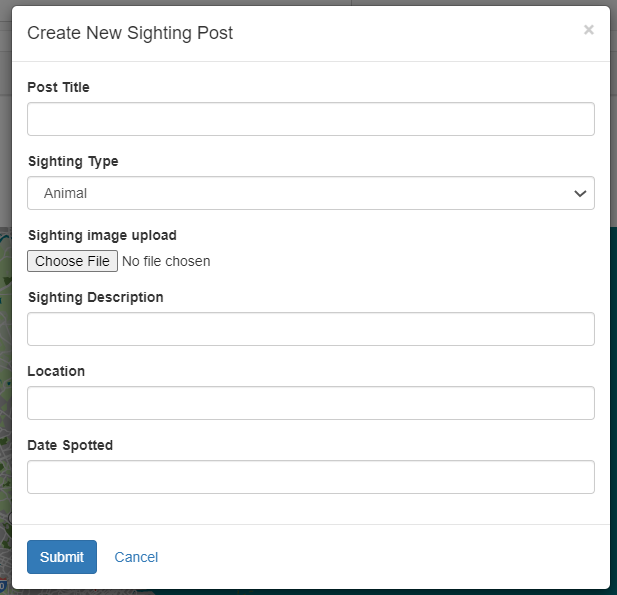 Create New Sighting Post ×
Post Title
Sighting Type
Animal
Sighting image upload
Choose File No file chosen
Sighting Description
Location
Date Spotted
Submit Cancel